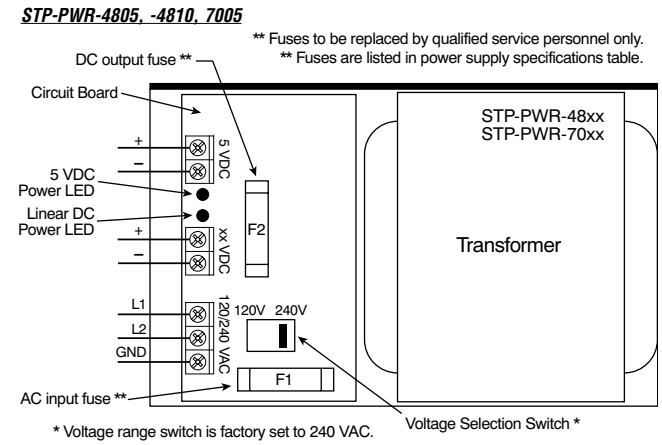 STP-PWR-4805, -4810, 7005
** Fuses to be replaced by qualified service personnel only.
** Fuses are listed in power supply specifications table.
DC output fuse **
Circuit Board
STP-PWR-48xx
STP-PWR-70xx
+
–
5 VDC
5 VDC
Power LED
Linear DC
Power LED
F2
+
–
xx VDC
Transformer
L1
L2
GND
120/240 VAC
120V 240V
F1
AC input fuse **
Voltage Selection Switch *
* Voltage range switch is factory set to 240 VAC.